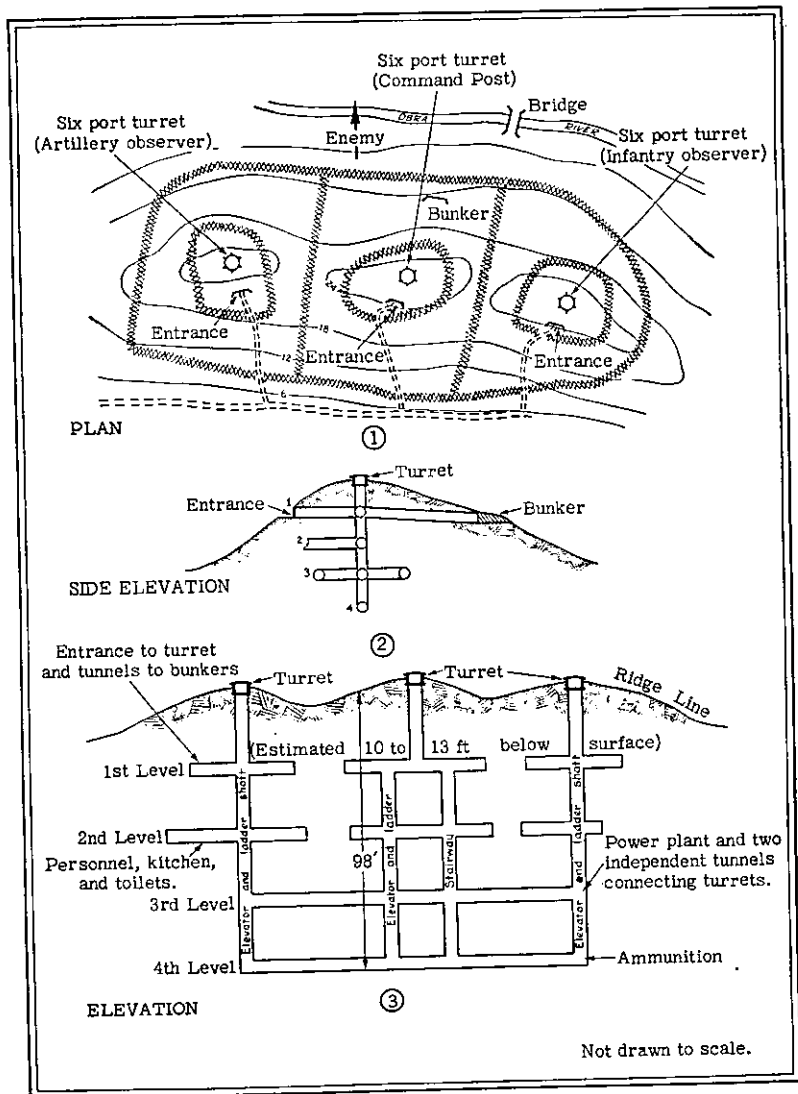 Six port turret
(Command Post)
Six port turret
(Artillery observer)
Enemy
OBRA
RIVER
Bridge
Six port turret
(Infantry observer)
Bunker
24
Entrance
Entrance
Entrance
18
12
6
PLAN
1
Turret
Entrance
1
Bunker
2
3
4
SIDE ELEVATION
2
Entrance to turret
and tunnels to bunkers
Turret
Turret
Ridge Line
(Estimated 10 to 13 ft below surface)
1st Level
2nd Level
Personnel, kitchen,
and toilets.
98'
Elevator and ladder shaft
Elevator and ladder
Stairway
Elevator and ladder shaft
Power plant and two
independent tunnels
connecting turrets.
3rd Level
4th Level
Ammunition
ELEVATION
3
Not drawn to scale.